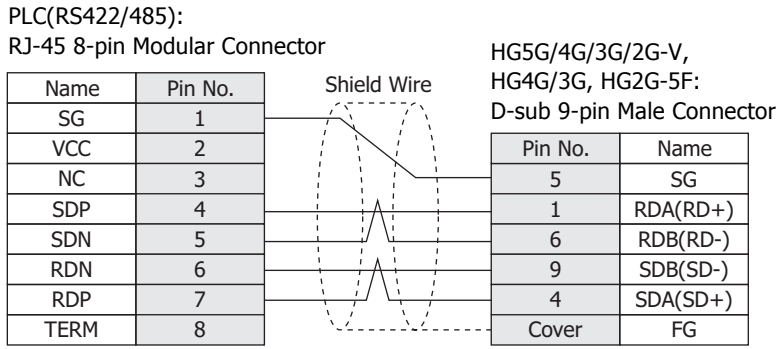 PLC(RS422/485):
RJ-45 8-pin Modular Connector
Name Pin No.
SG 1
VCC 2
NC 3
SDP 4
SDN 5
RDN 6
RDP 7
TERM 8
Shield Wire
HG5G/4G/3G/2G-V,
HG4G/3G, HG2G-5F:
D-sub 9-pin Male Connector
Pin No. Name
5 SG
1 RDA(RD+)
6 RDB(RD-)
9 SDB(SD-)
4 SDA(SD+)
Cover FG